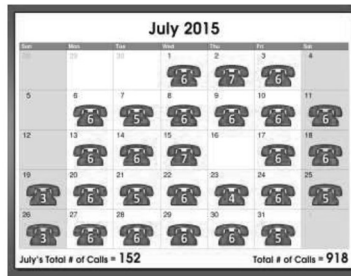 July 2015
Sun Mon Tue Wed Thu Fri Sat
28 29 30 1 2 3 4
6 7 6
5 6 7 8 9 10 11
6 5 6 6 6 6
12 13 14 15 16 17 18
6 6 7 6 6
19 20 21 22 23 24 25
3 6 5 6 4 6 5
26 27 28 29 30 31
3 6 6 6 6 5
July's Total # of Calls = 152 Total # of Calls = 918